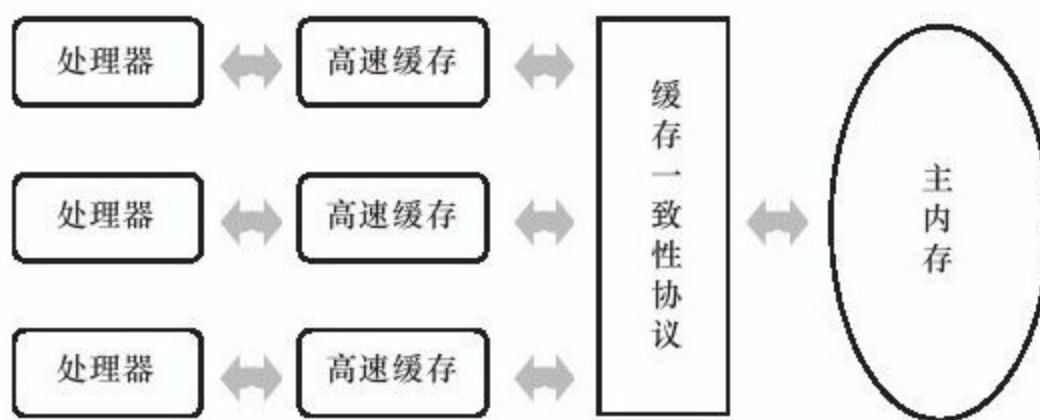 处理器
高速缓存
处理器
高速缓存
处理器
高速缓存
缓存一致性协议
主内存